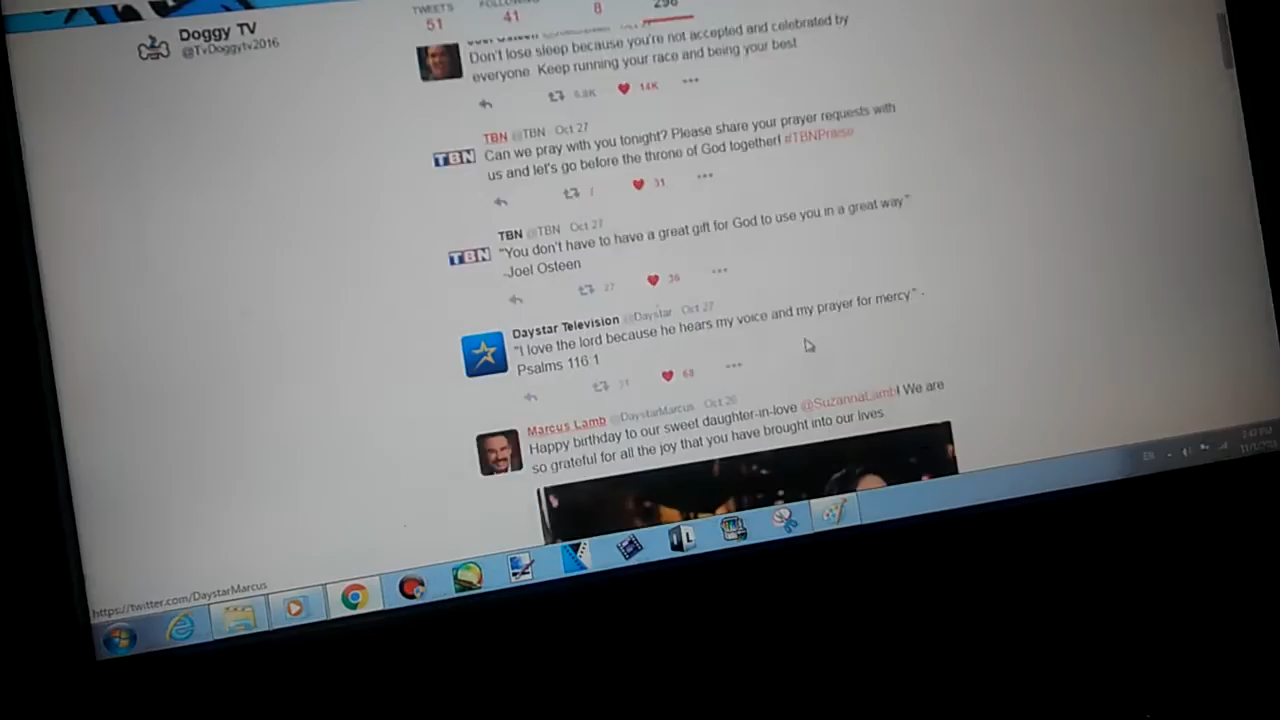 Doggy TV
@TvDoggytv2016
TWEETS
51
FOLLOWING
41
8
296
Don't lose sleep because you're not accepted and celebrated by
everyone. Keep running your race and being your best
6.8K 14K
TBN @TBN Oct 27
TBN
Can we pray with you tonight? Please share your prayer requests with
us and let's go before the throne of God together! #TBNPraise
31
TBN @TBN Oct 27
TBN
"You don't have to have a great gift for God to use you in a great way"
-Joel Osteen
27 36
Daystar Television @Daystar Oct 27
"I love the lord because he hears my voice and my prayer for mercy" -
Psalms 116 1
68
Marcus Lamb @DaystarMarcus Oct 26
Happy birthday to our sweet daughter-in-love @SuzannaLamb! We are
so grateful for all the joy that you have brought into our lives
https://twitter.com/DaystarMarcus
EN